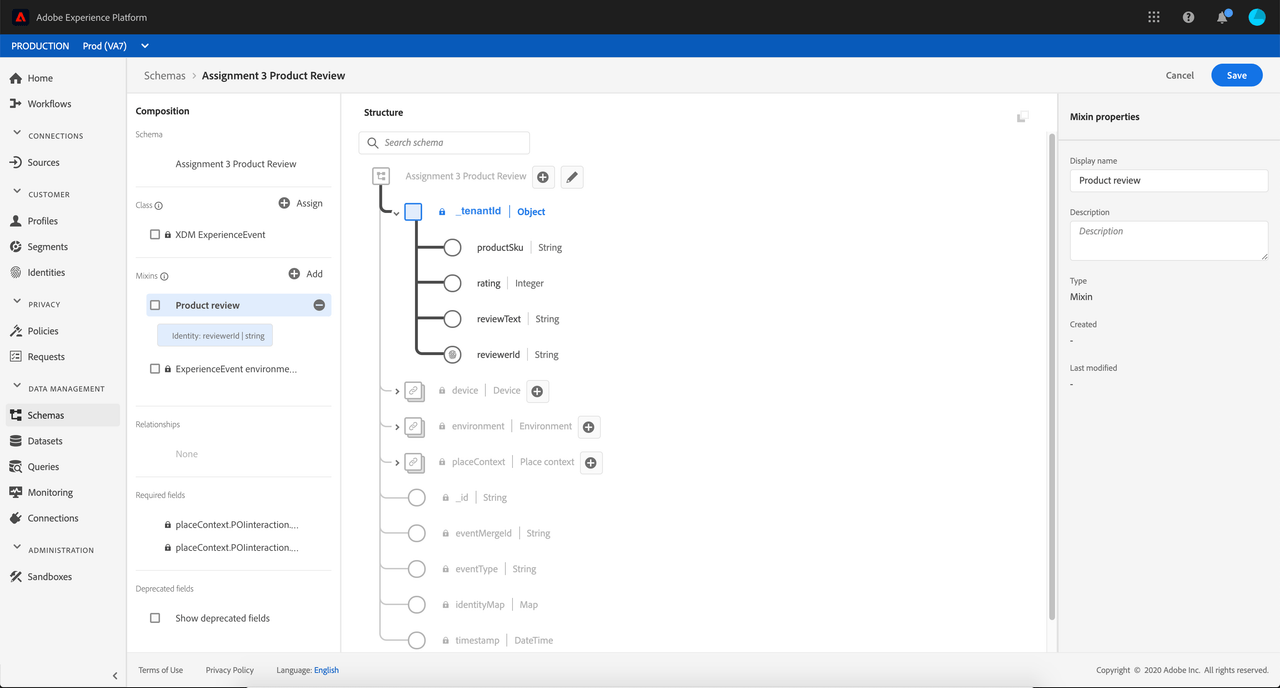 Adobe Experience Platform
PRODUCTION Prod (VA7)
Home
Workflows
CONNECTIONS
Sources
CUSTOMER
Profiles
Segments
Identities
PRIVACY
Policies
Requests
DATA MANAGEMENT
Schemas
Datasets
Queries
Monitoring
Connections
ADMINISTRATION
Sandboxes
Schemas > Assignment 3 Product Review
Cancel Save
Composition
Schema
Assignment 3 Product Review
Class Assign
XDM ExperienceEvent
Mixins Add
Product review
Identity: reviewerId | string
ExperienceEvent environme...
Relationships
None
Required fields
placeContext.POIinteraction....
placeContext.POIinteraction....
Deprecated fields
Show deprecated fields
Structure
Search schema
Assignment 3 Product Review
_tenantId | Object
productSku | String
rating | Integer
reviewText | String
reviewerId | String
device | Device
environment | Environment
placeContext | Place context
_id | String
eventMergeId | String
eventType | String
identityMap | Map
timestamp | DateTime
Mixin properties
Display name
Product review
Description
Description
Type
Mixin
Created
-
Last modified
-
Terms of Use Privacy Policy Language: English
Copyright © 2020 Adobe Inc. All rights reserved.